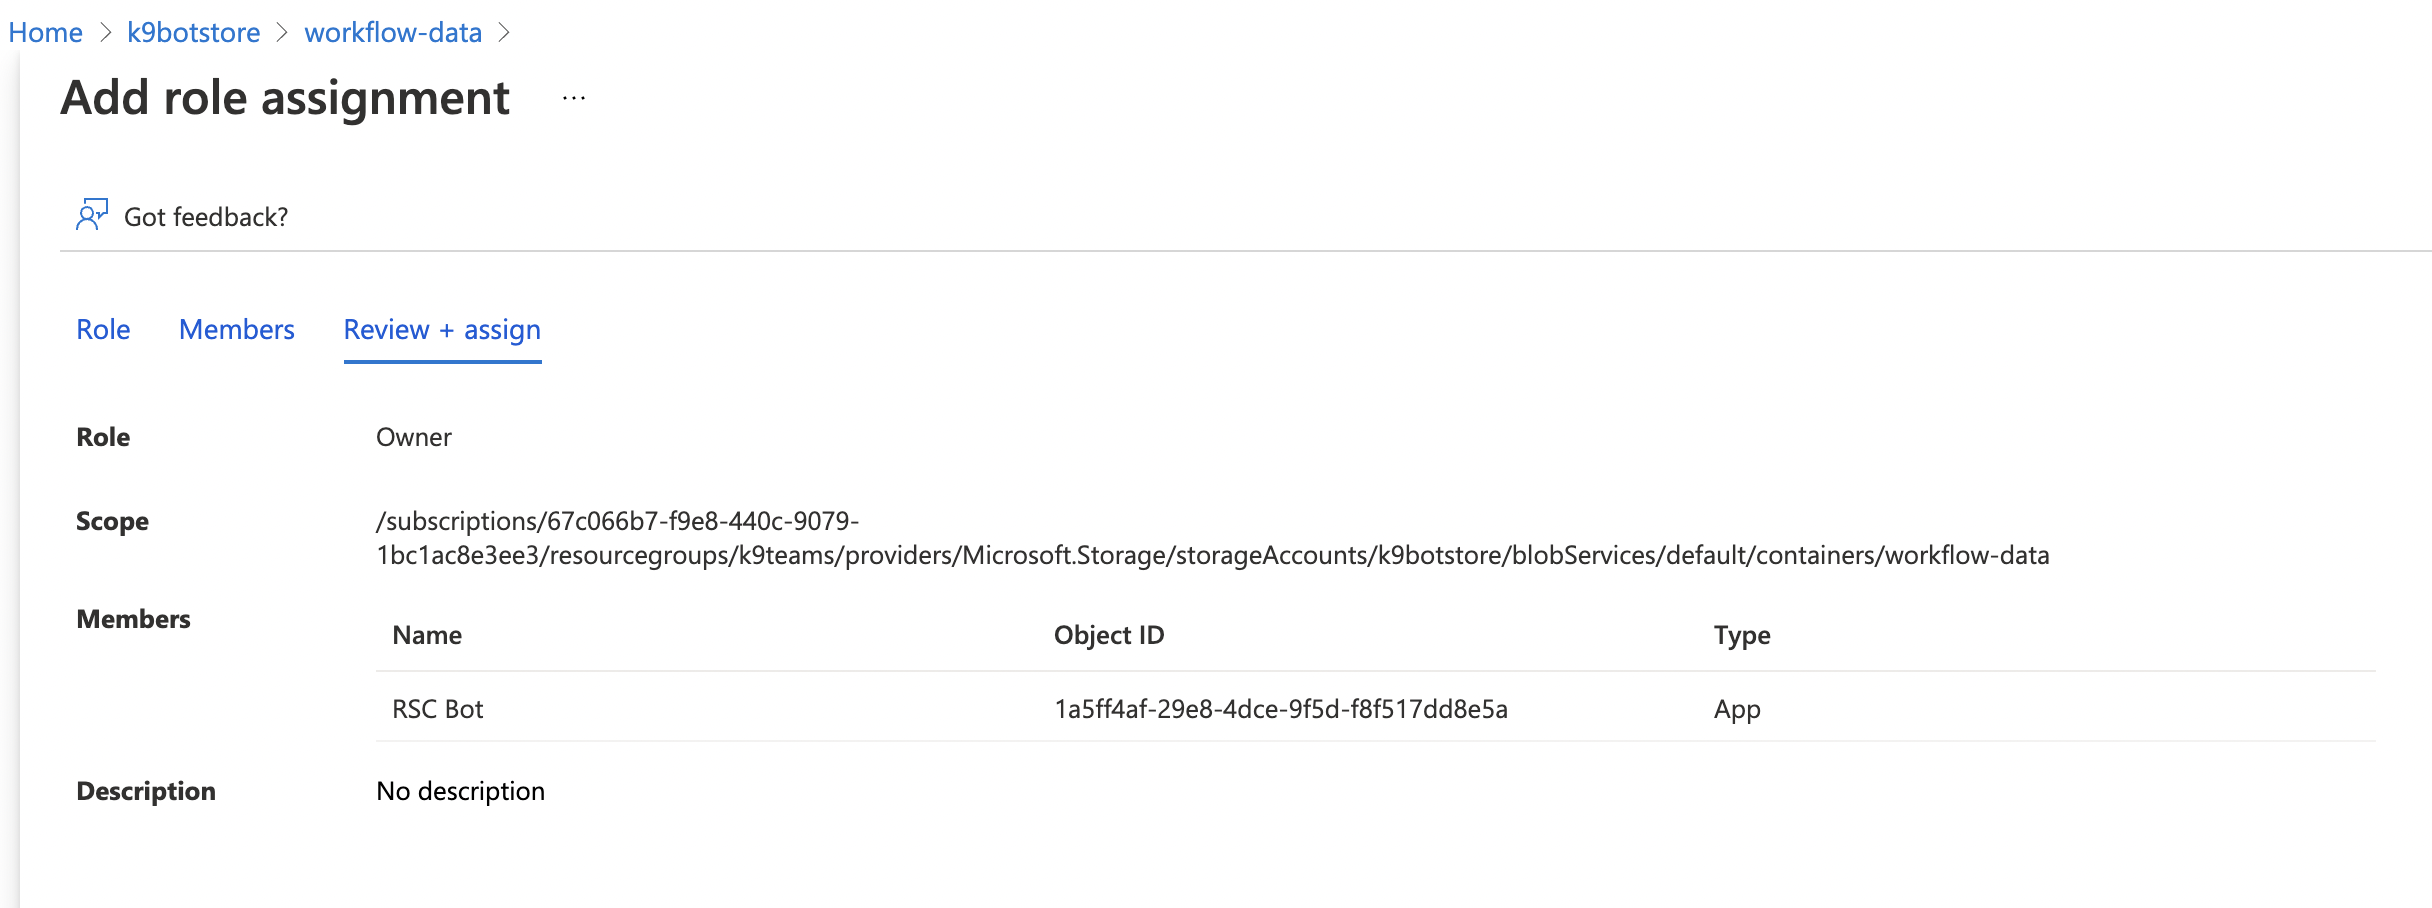 Home > k9botstore > workflow-data >
Add role assignment ...
Got feedback?
Role Members Review + assign
Role Owner
Scope /subscriptions/67c066b7-f9e8-440c-9079-
1bc1ac8e3ee3/resourcegroups/k9teams/providers/Microsoft.Storage/storageAccounts/k9botstore/blobServices/default/containers/workflow-data
Members
Name Object ID Type
RSC Bot 1a5ff4af-29e8-4dce-9f5d-f8f517dd8e5a App
Description No description